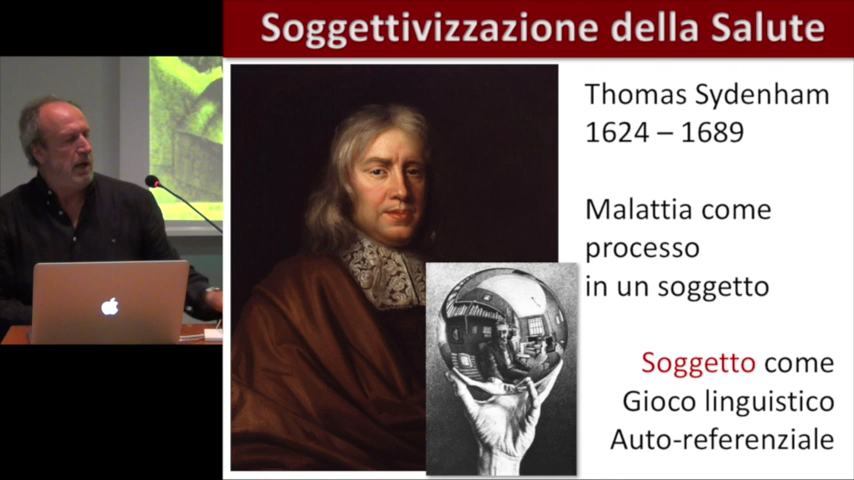 Soggettivizzazione della Salute
Thomas Sydenham
1624 – 1689
Malattia come
processo
in un soggetto
Soggetto come
Gioco linguistico
Auto-referenziale